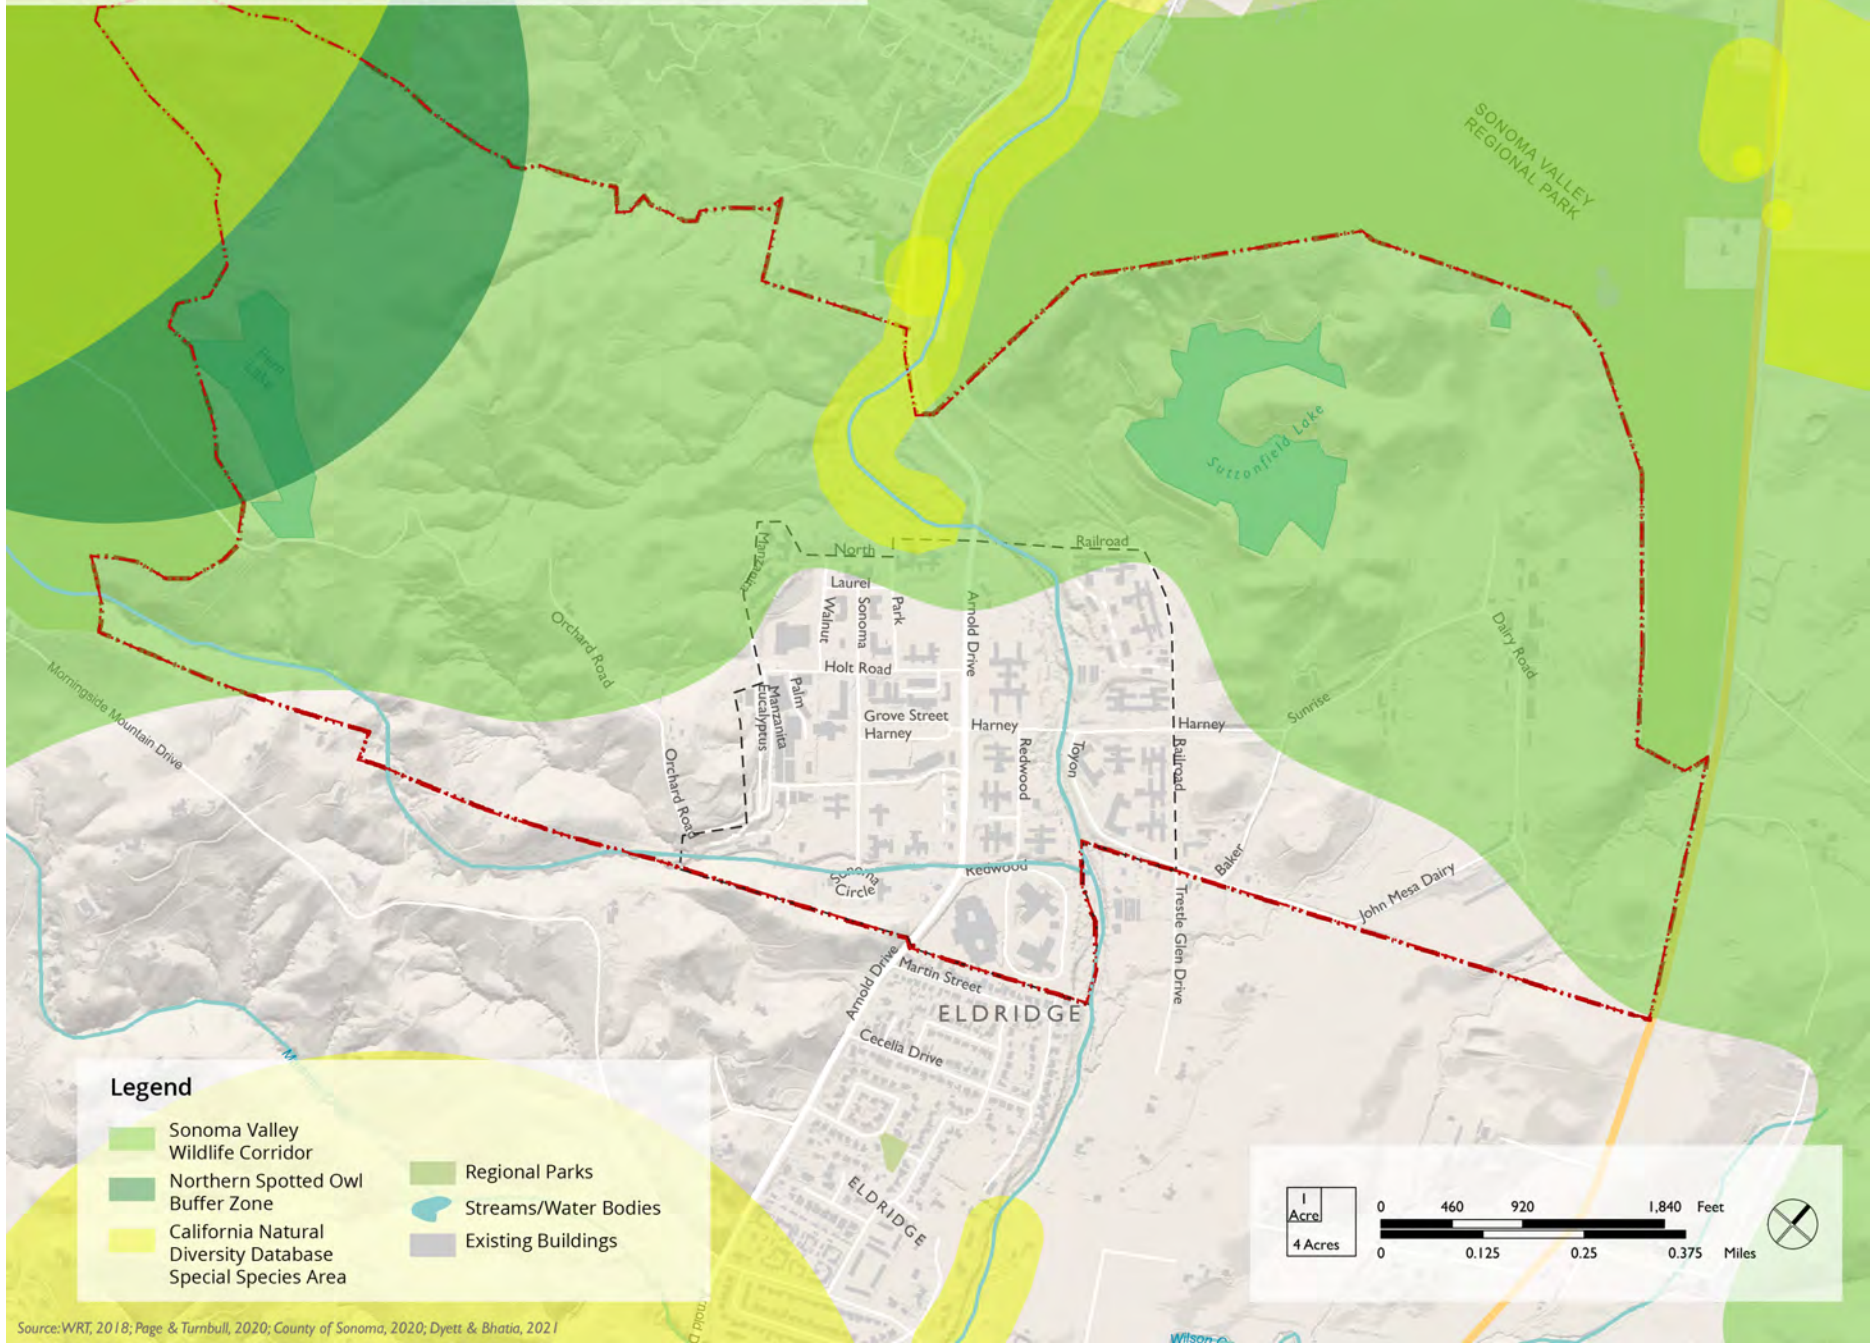 SONOMA VALLEY
REGIONAL PARK
Fern
Lake
Suttonfield Lake
Manzanita
North
Railroad
Laurel
Walnut
Sonoma
Park
Arnold Drive
Orchard Road
Dairy Road
Holt Road
Morningside Mountain Drive
Palm
Manzanita
Eucalyptus
Grove Street
Harney
Harney
Harney
Sunrise
Redwood
Toyon
Railroad
Orchard Road
Baker
Redwood
Sonoma
Circle
John Mesa Dairy
Trestle Glen Drive
Arnold Drive
Martin Street
ELDRIDGE
Cecelia Drive
ELDRIDGE
Legend
Sonoma Valley
Wildlife Corridor
Northern Spotted Owl
Buffer Zone
California Natural
Diversity Database
Special Species Area
Regional Parks
Streams/Water Bodies
Existing Buildings
1
Acre
4 Acres
0 460 920 1,840 Feet
0 0.125 0.25 0.375 Miles
Source: WRT, 2018; Page & Turnbull, 2020; County of Sonoma, 2020; Dyett & Bhatia, 2021
Wilson